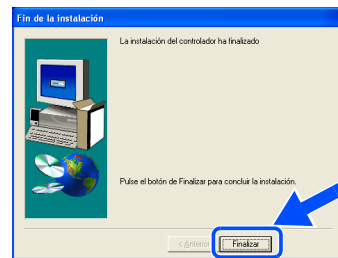 Fin de la instalación
La instalación del controlador ha finalizado
Pulse el botón de Finalizar para concluir la instalación.
< Anterior
Finalizar